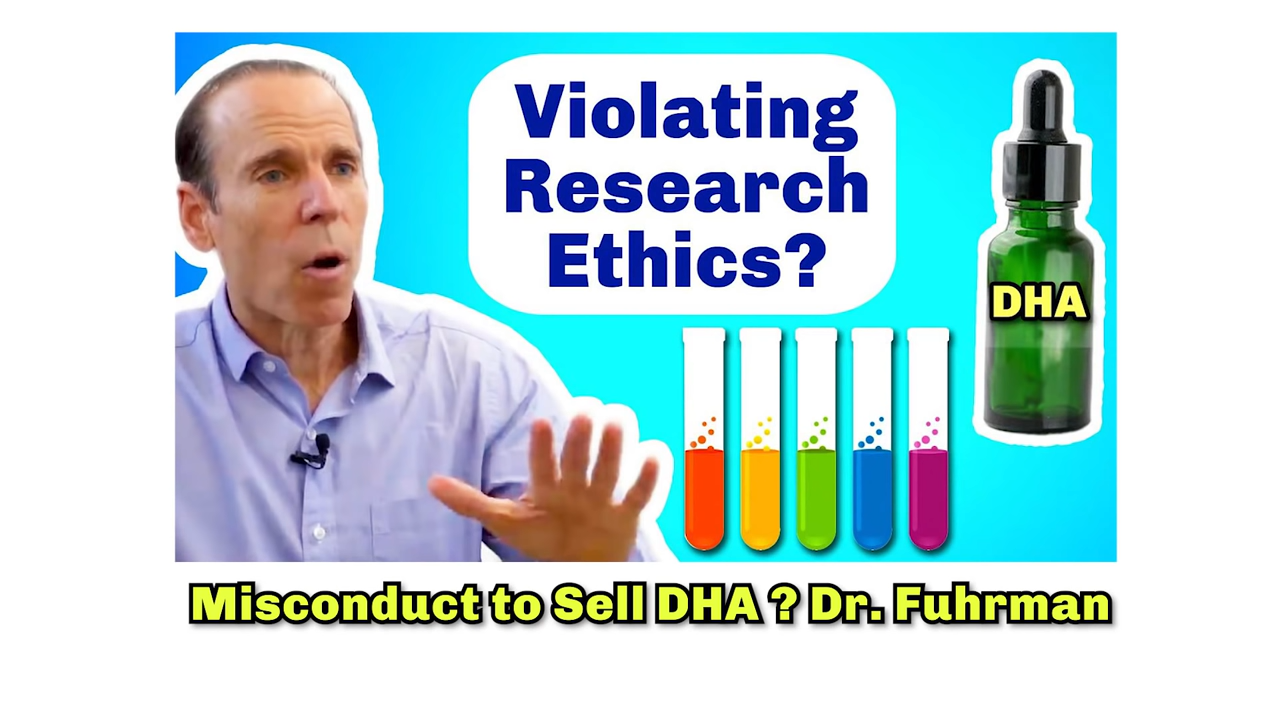 Violating
Research
Ethics?
DHA
Misconduct to Sell DHA ? Dr. Fuhrman